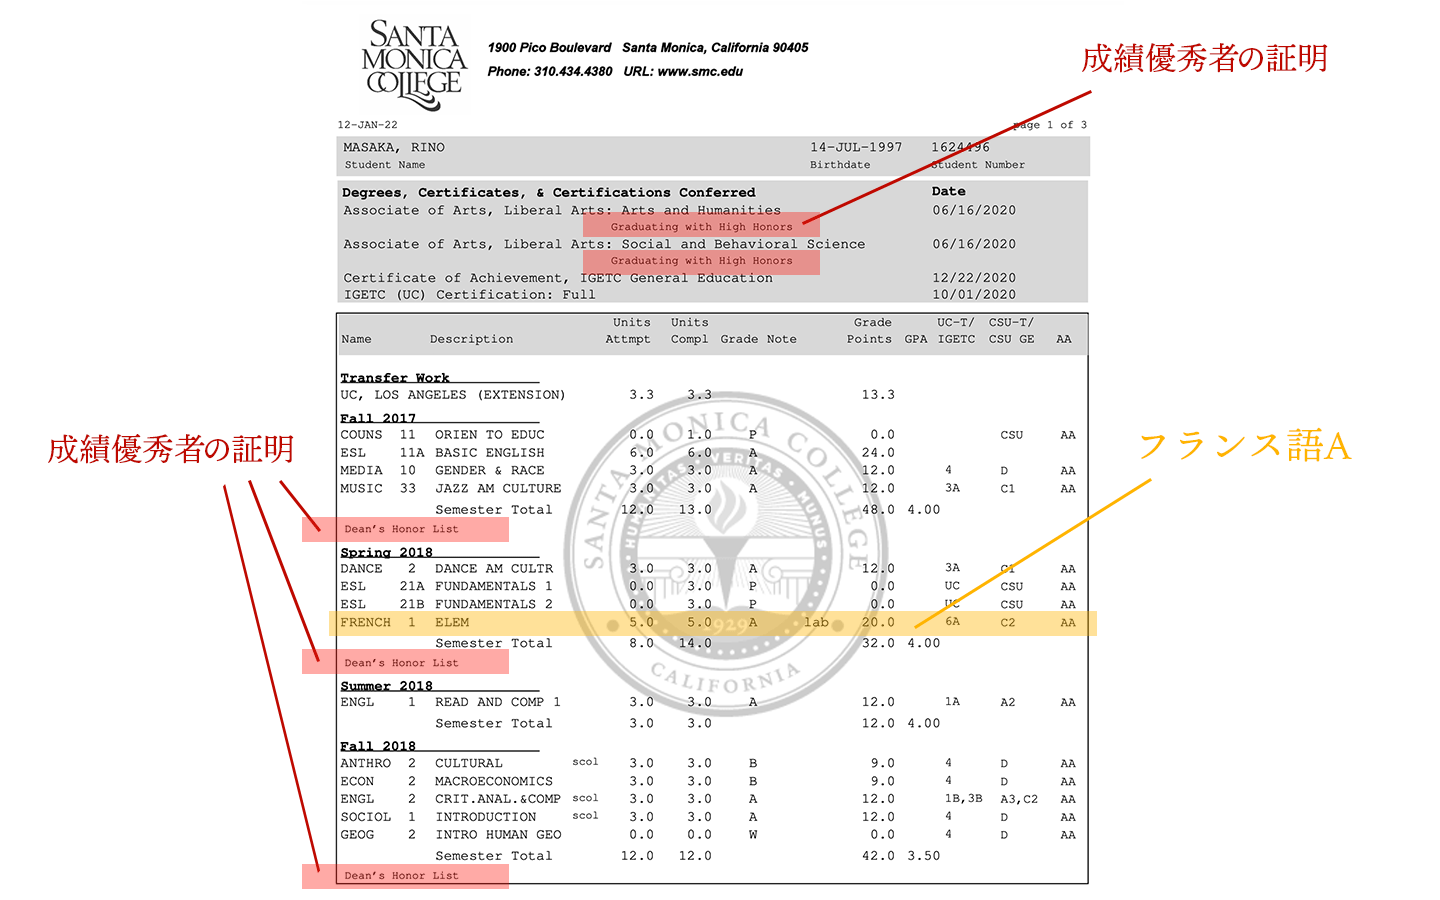 SANTA
MONICA
COLLEGE
1900 Pico Boulevard Santa Monica, California 90405
Phone: 310.434.4380 URL: www.smc.edu
成績優秀者の証明
12-JAN-22 page 1 of 3
MASAKA, RINO 14-JUL-1997 1624496
Student Name Birthdate Student Number
Degrees, Certificates, & Certifications Conferred Date
Associate of Arts, Liberal Arts: Arts and Humanities 06/16/2020
Graduating with High Honors
Associate of Arts, Liberal Arts: Social and Behavioral Science 06/16/2020
Graduating with High Honors
Certificate of Achievement, IGETC General Education 12/22/2020
IGETC (UC) Certification: Full 10/01/2020
Units Units Grade UC-T/ CSU-T/
Name Description Attmpt Compl Grade Note Points GPA IGETC CSU GE AA
Transfer Work
UC, LOS ANGELES (EXTENSION) 3.3 3.3 13.3
Fall 2017
COUNS 11 ORIEN TO EDUC 0.0 1.0 P 0.0 CSU AA
ESL 11A BASIC ENGLISH 6.0 6.0 A 24.0
MEDIA 10 GENDER & RACE 3.0 3.0 A 12.0 4 D AA
MUSIC 33 JAZZ AM CULTURE 3.0 3.0 A 12.0 3A C1 AA
Semester Total 12.0 13.0 48.0 4.00
Dean's Honor List
成績優秀者の証明
フランス語A
Spring 2018
DANCE 2 DANCE AM CULTR 3.0 3.0 A 12.0 3A C1 AA
ESL 21A FUNDAMENTALS 1 0.0 3.0 P 0.0 UC CSU AA
ESL 21B FUNDAMENTALS 2 0.0 3.0 P 0.0 UC CSU AA
FRENCH 1 ELEM 5.0 5.0 A lab 20.0 6A C2 AA
Semester Total 8.0 14.0 32.0 4.00
Dean's Honor List
Summer 2018
ENGL 1 READ AND COMP 1 3.0 3.0 A 12.0 1A A2 AA
Semester Total 3.0 3.0 12.0 4.00
Fall 2018
ANTHRO 2 CULTURAL scol 3.0 3.0 B 9.0 4 D AA
ECON 2 MACROECONOMICS 3.0 3.0 B 9.0 4 D AA
ENGL 2 CRIT.ANAL.&COMP scol 3.0 3.0 A 12.0 1B,3B A3,C2 AA
SOCIOL 1 INTRODUCTION scol 3.0 3.0 A 12.0 4 D AA
GEOG 2 INTRO HUMAN GEO 0.0 0.0 W 0.0 4 D AA
Semester Total 12.0 12.0 42.0 3.50
Dean's Honor List
SANTA MONICA COLLEGE
HUMANITAS VERITAS MUNUS
1929
CALIFORNIA